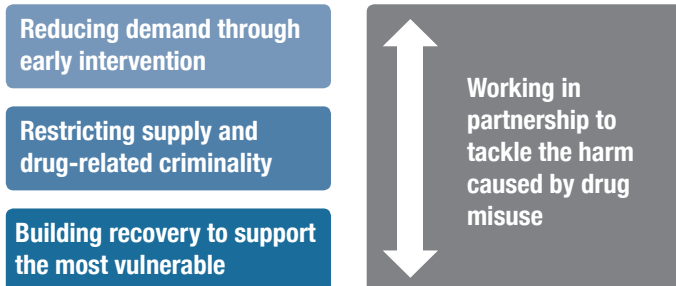 Reducing demand through
early intervention
Restricting supply and
drug-related criminality
Building recovery to support
the most vulnerable
Working in
partnership to
tackle the harm
caused by drug
misuse